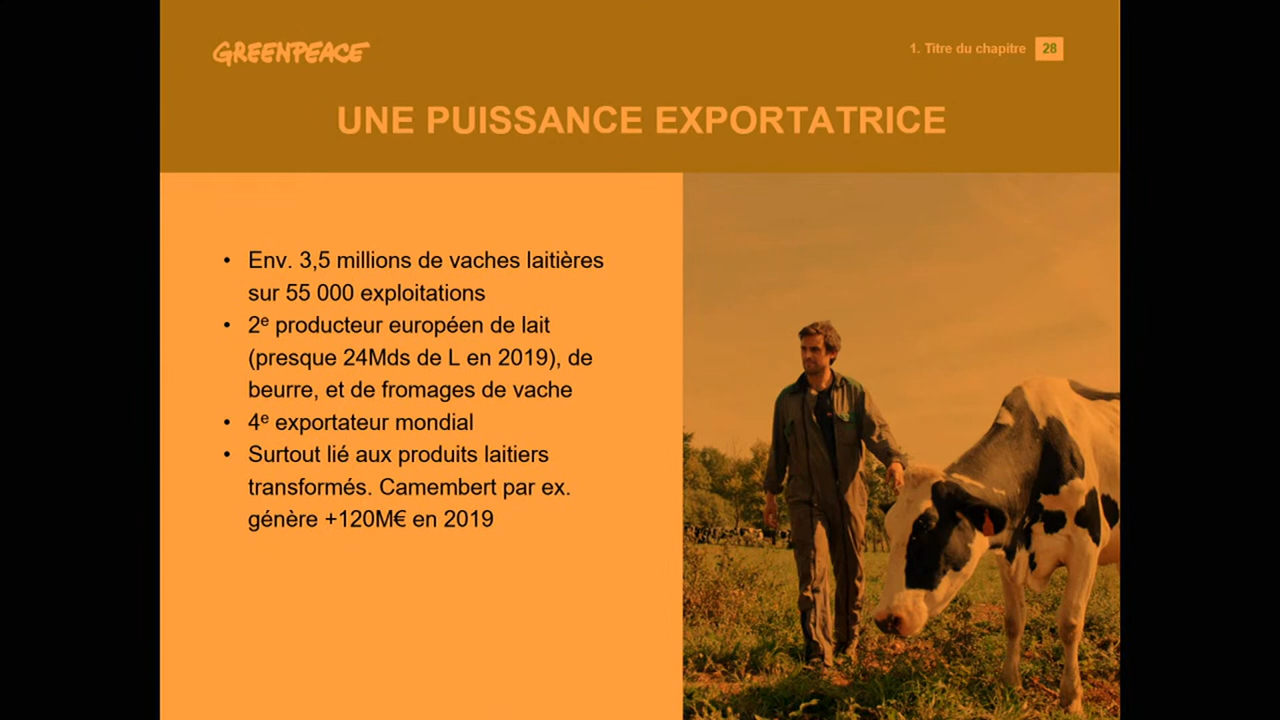 GREENPEACE
1. Titre du chapitre 28
UNE PUISSANCE EXPORTATRICE
• Env. 3,5 millions de vaches laitières
sur 55 000 exploitations
• 2e producteur européen de lait
(presque 24Mds de L en 2019), de
beurre, et de fromages de vache
• 4e exportateur mondial
• Surtout lié aux produits laitiers
transformés. Camembert par ex.
génère +120M€ en 2019